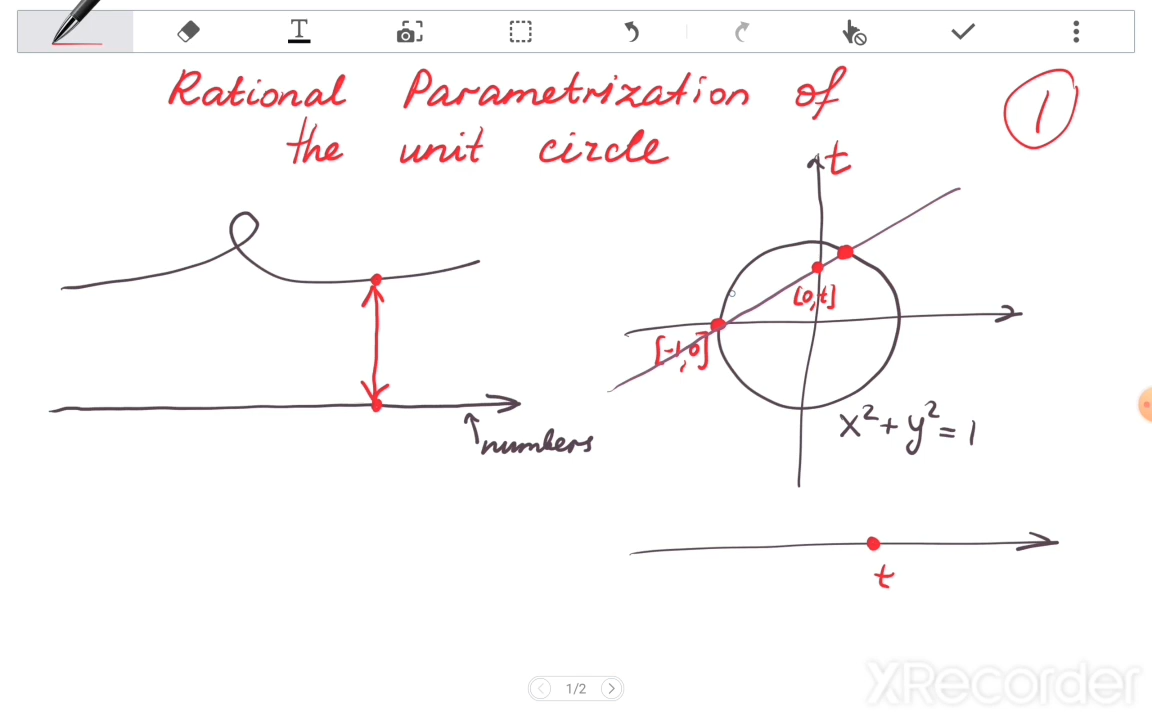 T
Rational Parametrization of
the unit circle
1
t
[0,t]
[-1,0]
x²+y²=1
numbers
t
1/2
XRecorder